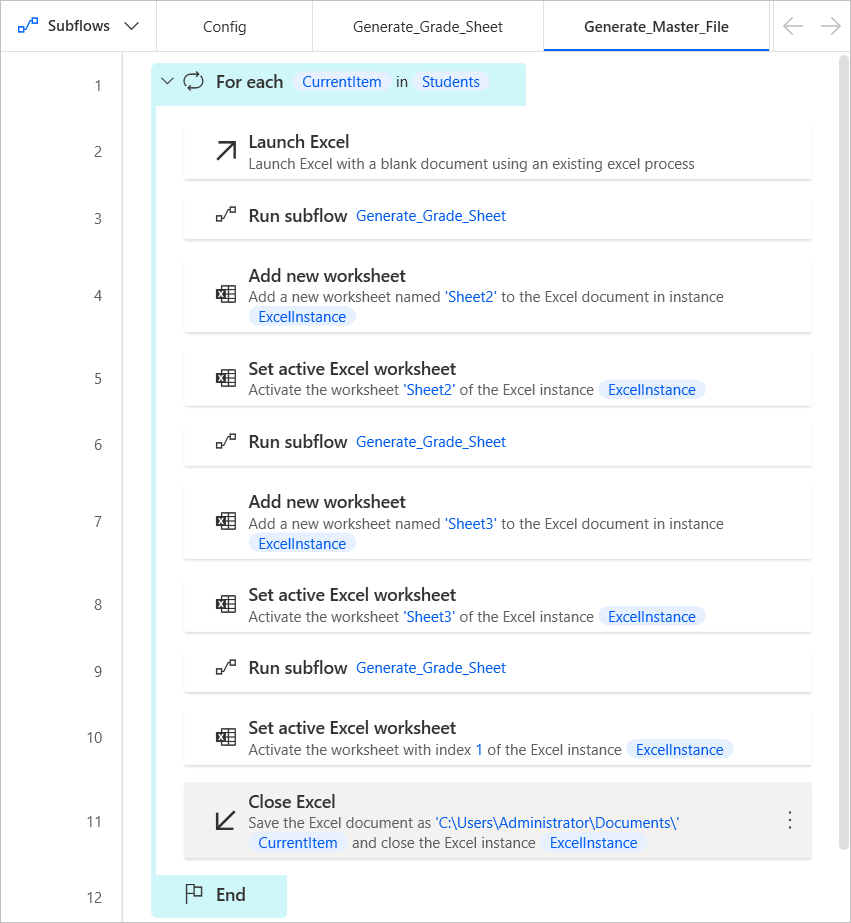 Subflows Config Generate_Grade_Sheet Generate_Master_File
1 For each CurrentItem in Students
2 Launch Excel
Launch Excel with a blank document using an existing excel process
3 Run subflow Generate_Grade_Sheet
4 Add new worksheet
Add a new worksheet named 'Sheet2' to the Excel document in instance
ExcelInstance
5 Set active Excel worksheet
Activate the worksheet 'Sheet2' of the Excel instance ExcelInstance
6 Run subflow Generate_Grade_Sheet
7 Add new worksheet
Add a new worksheet named 'Sheet3' to the Excel document in instance
ExcelInstance
8 Set active Excel worksheet
Activate the worksheet 'Sheet3' of the Excel instance ExcelInstance
9 Run subflow Generate_Grade_Sheet
10 Set active Excel worksheet
Activate the worksheet with index 1 of the Excel instance ExcelInstance
11 Close Excel
Save the Excel document as 'C:\Users\Administrator\Documents\'
CurrentItem and close the Excel instance ExcelInstance
12 End